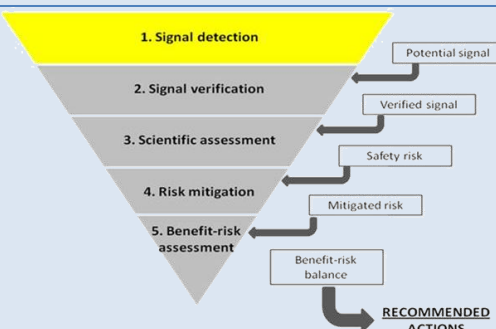 1. Signal detection
Potential signal
2. Signal verification
Verified signal
3. Scientific assessment
Safety risk
4. Risk mitigation
Mitigated risk
5. Benefit-risk
assessment
Benefit-risk
balance
RECOMMENDED
ACTIONS